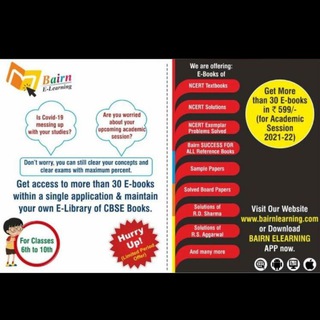 Bairn
E-Learning
Is Covid-19
messing up
with your studies?
Are you worried
about your
upcoming academic
session?
Don't worry, you can still clear your concepts and
clear exams with maximum percent.
Get access to more than 30 E-books
within a single application & maintain
your own E-Library of CBSE Books.
For Classes
6th to 10th
Hurry
Up!
(Limited Period
Offer)
We are offering:
E-Books of
NCERT Textbooks
NCERT Solutions
NCERT Exemplar
Problems Solved
Bairn SUCCESS FOR
ALL Reference Books
Sample Papers
Solved Board Papers
Solutions of
R.D. Sharma
Solutions of
R.S. Aggarwal
And many more
Get More
than 30 E-books
in ₹ 599/-
(for Academic
Session
2021-22)
Visit Our Website
www.bairnlearning.com
or Download
BAIRN ELEARNING
APP now.